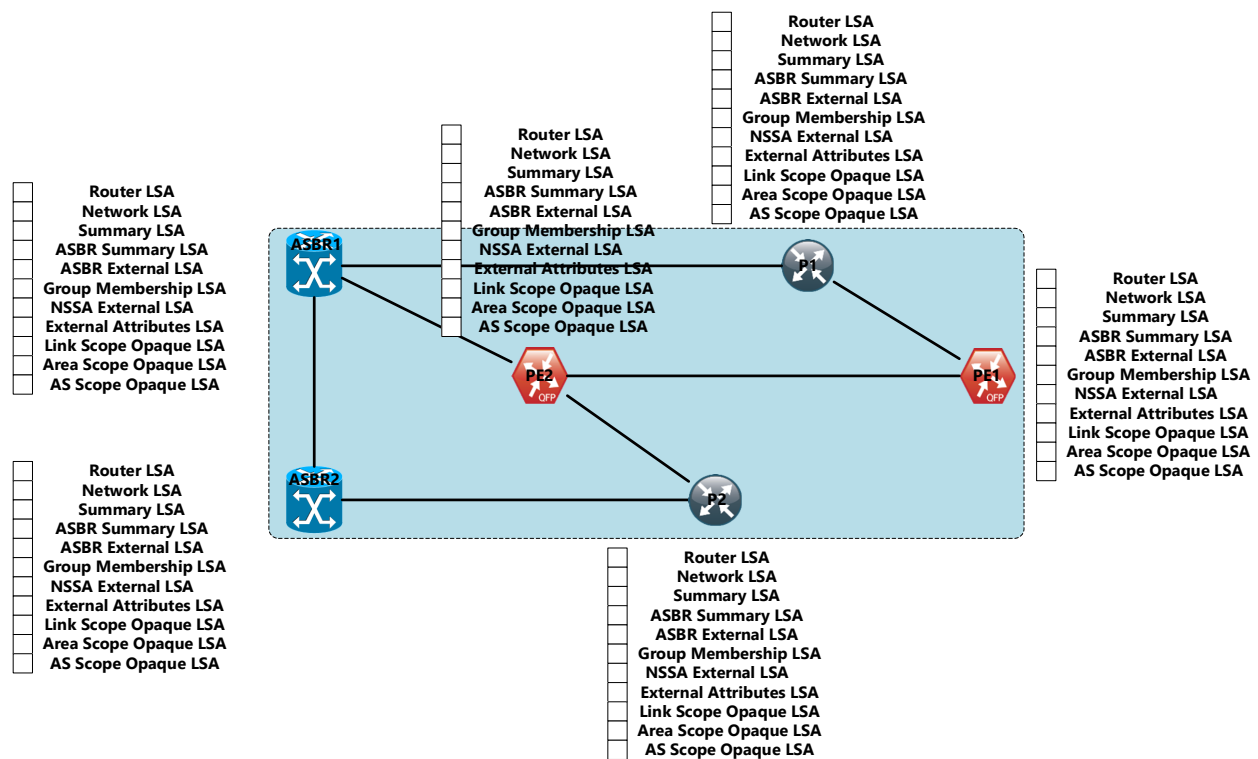 Router LSA
Network LSA
Summary LSA
ASBR Summary LSA
ASBR External LSA
Group Membership LSA
NSSA External LSA
External Attributes LSA
Link Scope Opaque LSA
Area Scope Opaque LSA
AS Scope Opaque LSA
Router LSA
Network LSA
Summary LSA
ASBR Summary LSA
ASBR External LSA
Group Membership LSA
NSSA External LSA
External Attributes LSA
Link Scope Opaque LSA
Area Scope Opaque LSA
AS Scope Opaque LSA
Router LSA
Network LSA
Summary LSA
ASBR Summary LSA
ASBR External LSA
Group Membership LSA
NSSA External LSA
External Attributes LSA
Link Scope Opaque LSA
Area Scope Opaque LSA
AS Scope Opaque LSA
ASBR1
P1
Router LSA
Network LSA
Summary LSA
ASBR Summary LSA
ASBR External LSA
Group Membership LSA
NSSA External LSA
External Attributes LSA
Link Scope Opaque LSA
Area Scope Opaque LSA
AS Scope Opaque LSA
PE2
QFP
PE1
QFP
Router LSA
Network LSA
Summary LSA
ASBR Summary LSA
ASBR External LSA
Group Membership LSA
NSSA External LSA
External Attributes LSA
Link Scope Opaque LSA
Area Scope Opaque LSA
AS Scope Opaque LSA
ASBR2
P2
Router LSA
Network LSA
Summary LSA
ASBR Summary LSA
ASBR External LSA
Group Membership LSA
NSSA External LSA
External Attributes LSA
Link Scope Opaque LSA
Area Scope Opaque LSA
AS Scope Opaque LSA